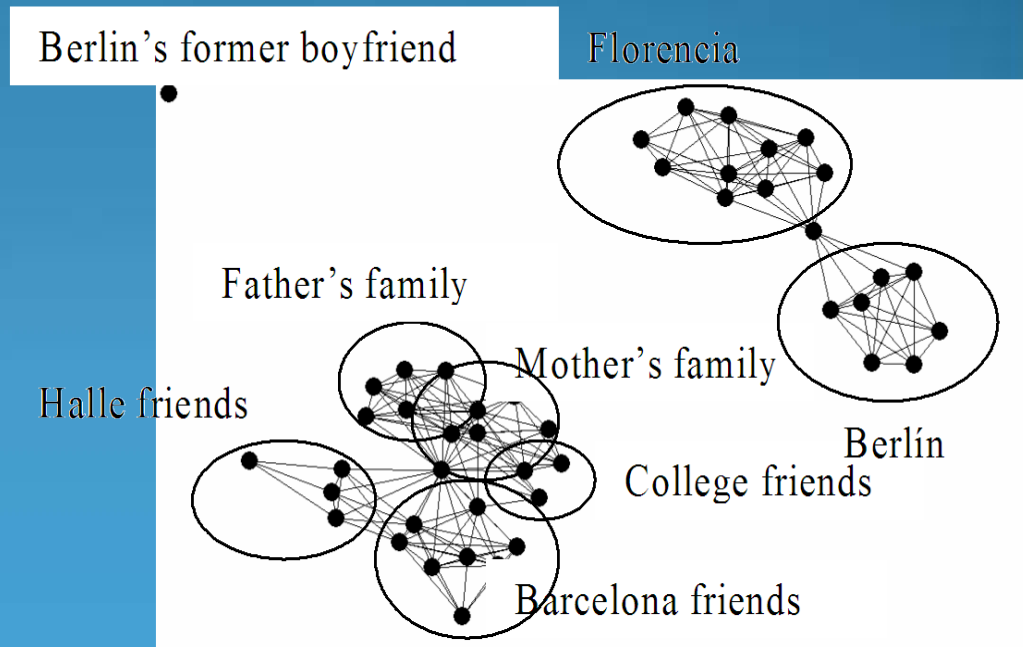 Berlin’s former boyfriend
Florencia
Father’s family
Mother’s family
Halle friends
Berlín
College friends
Barcelona friends